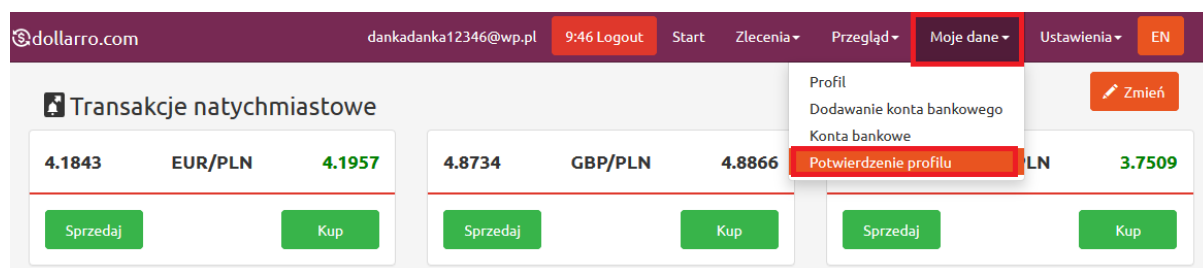 dollarro.com dankadanka12346@wp.pl 9:46 Logout Start Zlecenia Przegląd Moje dane Ustawienia EN
Profil
Dodawanie konta bankowego
Konta bankowe
Potwierdzenie profilu
Transakcje natychmiastowe Zmień
4.1843 EUR/PLN 4.1957 4.8734 GBP/PLN 4.8866 LN 3.7509
Sprzedaj Kup Sprzedaj Kup Sprzedaj Kup